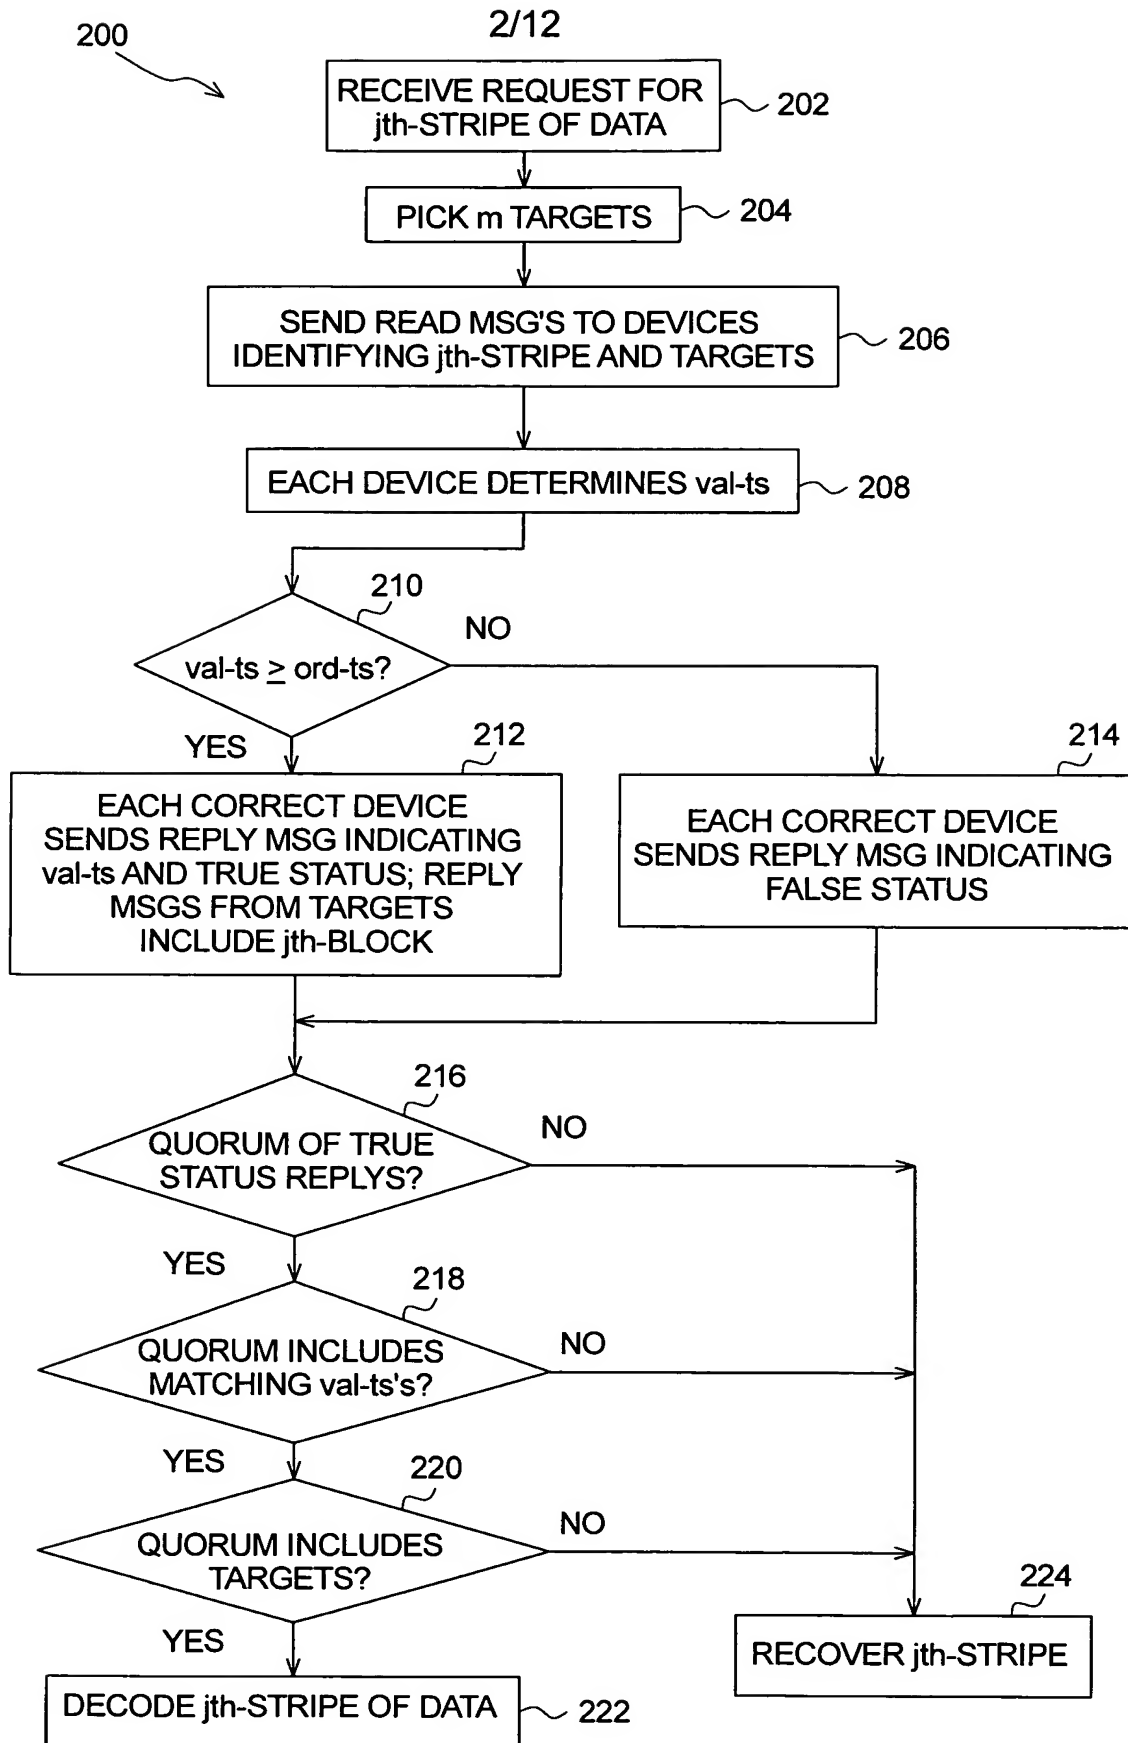 2/12
200
RECEIVE REQUEST FOR
jth-STRIPE OF DATA
202
PICK m TARGETS
204
SEND READ MSG'S TO DEVICES
IDENTIFYING jth-STRIPE AND TARGETS
206
EACH DEVICE DETERMINES val-ts
208
210
val-ts ≥ ord-ts?
NO
YES
212
EACH CORRECT DEVICE
SENDS REPLY MSG INDICATING
val-ts AND TRUE STATUS; REPLY
MSGS FROM TARGETS
INCLUDE jth-BLOCK
214
EACH CORRECT DEVICE
SENDS REPLY MSG INDICATING
FALSE STATUS
216
QUORUM OF TRUE
STATUS REPLYS?
NO
YES
218
QUORUM INCLUDES
MATCHING val-ts's?
NO
YES
220
QUORUM INCLUDES
TARGETS?
NO
YES
224
RECOVER jth-STRIPE
DECODE jth-STRIPE OF DATA
222